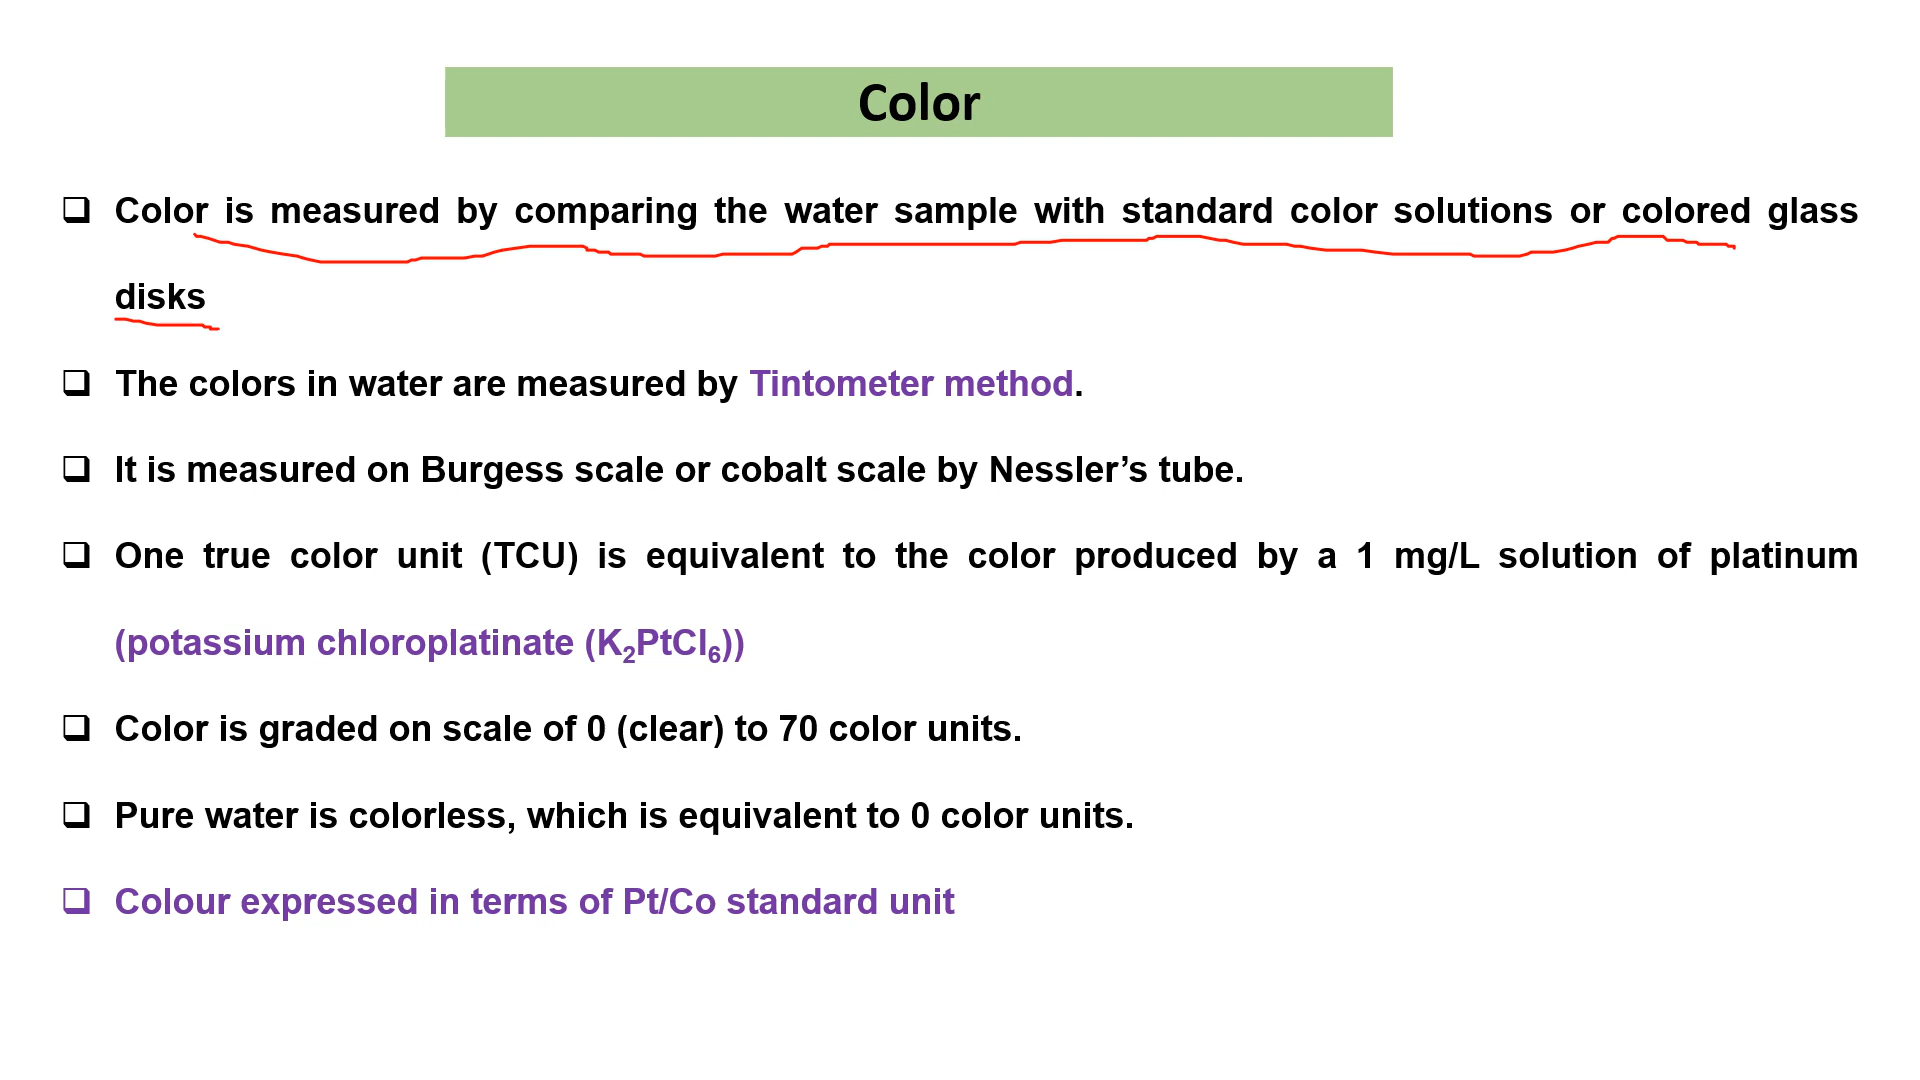 Color
Color is measured by comparing the water sample with standard color solutions or colored glass
disks
The colors in water are measured by Tintometer method.
It is measured on Burgess scale or cobalt scale by Nessler’s tube.
One true color unit (TCU) is equivalent to the color produced by a 1 mg/L solution of platinum
(potassium chloroplatinate (K₂PtCl₆))
Color is graded on scale of 0 (clear) to 70 color units.
Pure water is colorless, which is equivalent to 0 color units.
Colour expressed in terms of Pt/Co standard unit